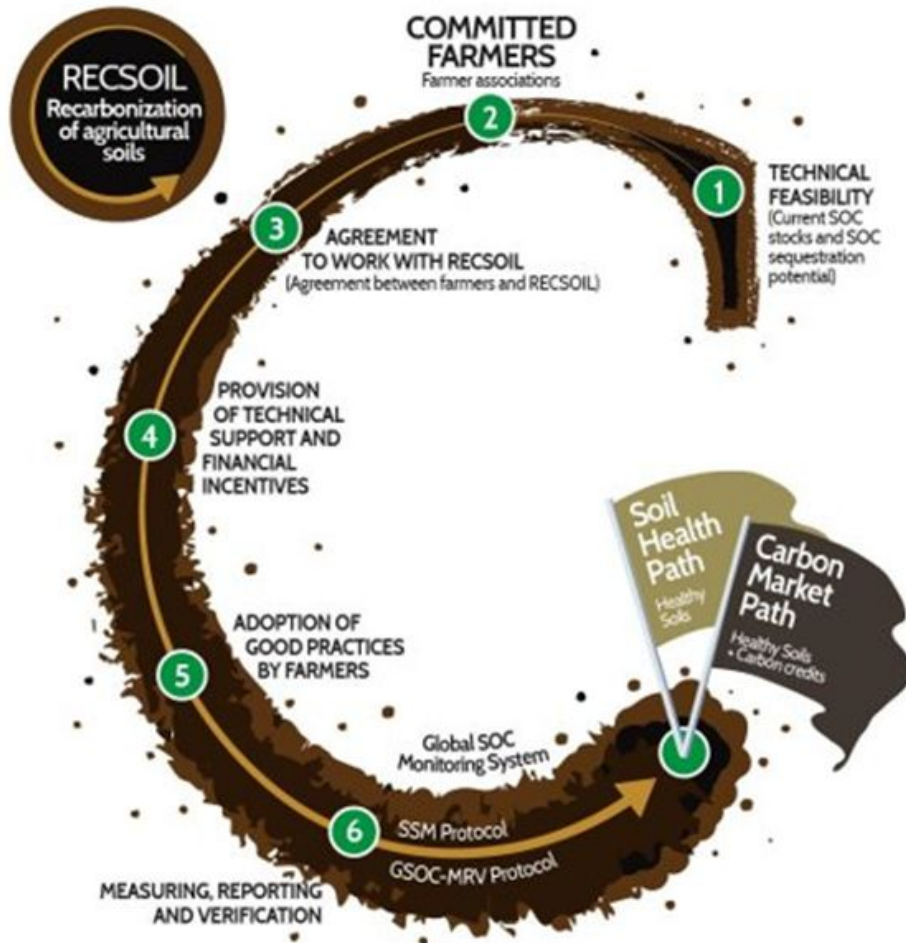 RECSOIL
Recarbonization
of agricultural
soils
COMMITTED
FARMERS
Farmer associations
2
1
TECHNICAL
FEASIBILITY
(Current SOC
stocks and SOC
sequestration
potential)
3
AGREEMENT
TO WORK WITH RECSOIL
(Agreement between farmers and RECSOIL)
4
PROVISION
OF TECHNICAL
SUPPORT AND
FINANCIAL
INCENTIVES
5
ADOPTION OF
GOOD PRACTICES
BY FARMERS
6
MEASURING, REPORTING
AND VERIFICATION
Global SOC
Monitoring System
SSM Protocol
GSOC-MRV Protocol
Soil
Health
Path
Healthy
Soils
Carbon
Market
Path
Healthy Soils
• Carbon credits